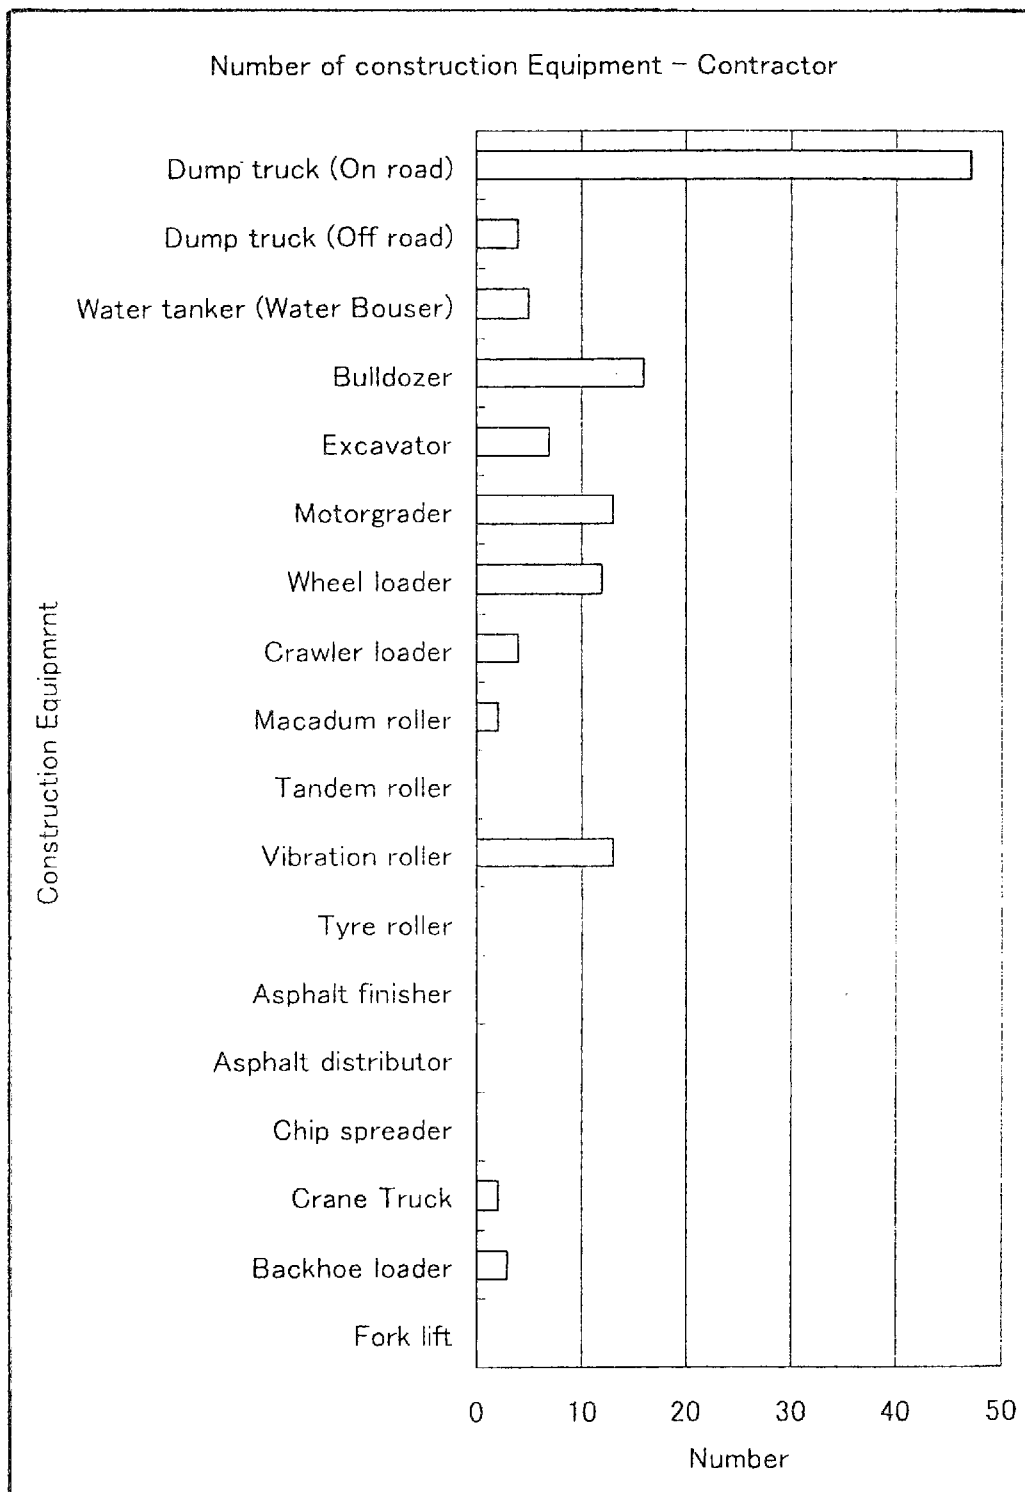 Number of construction Equipment - Contractor
Dump truck (On road)
Dump truck (Off road)
Water tanker (Water Bouser)
Bulldozer
Excavator
Motorgrader
Wheel loader
Crawler loader
Macadum roller
Tandem roller
Vibration roller
Tyre roller
Asphalt finisher
Asphalt distributor
Chip spreader
Crane Truck
Backhoe loader
Fork lift
Construction Equipmrnt
0 10 20 30 40 50
Number